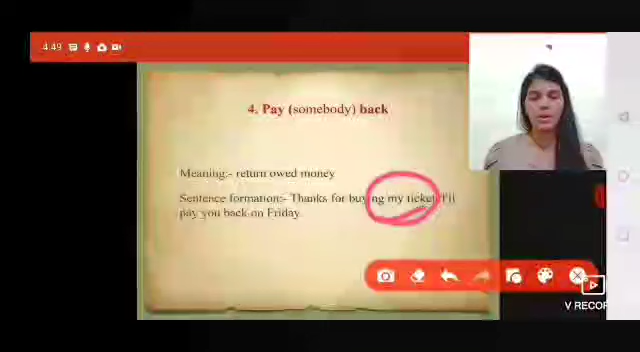 4:49
4. Pay (somebody) back
Meaning:- return owed money
Sentence formation:- Thanks for buying my ticket. I'll
pay you back on Friday.
V RECOR